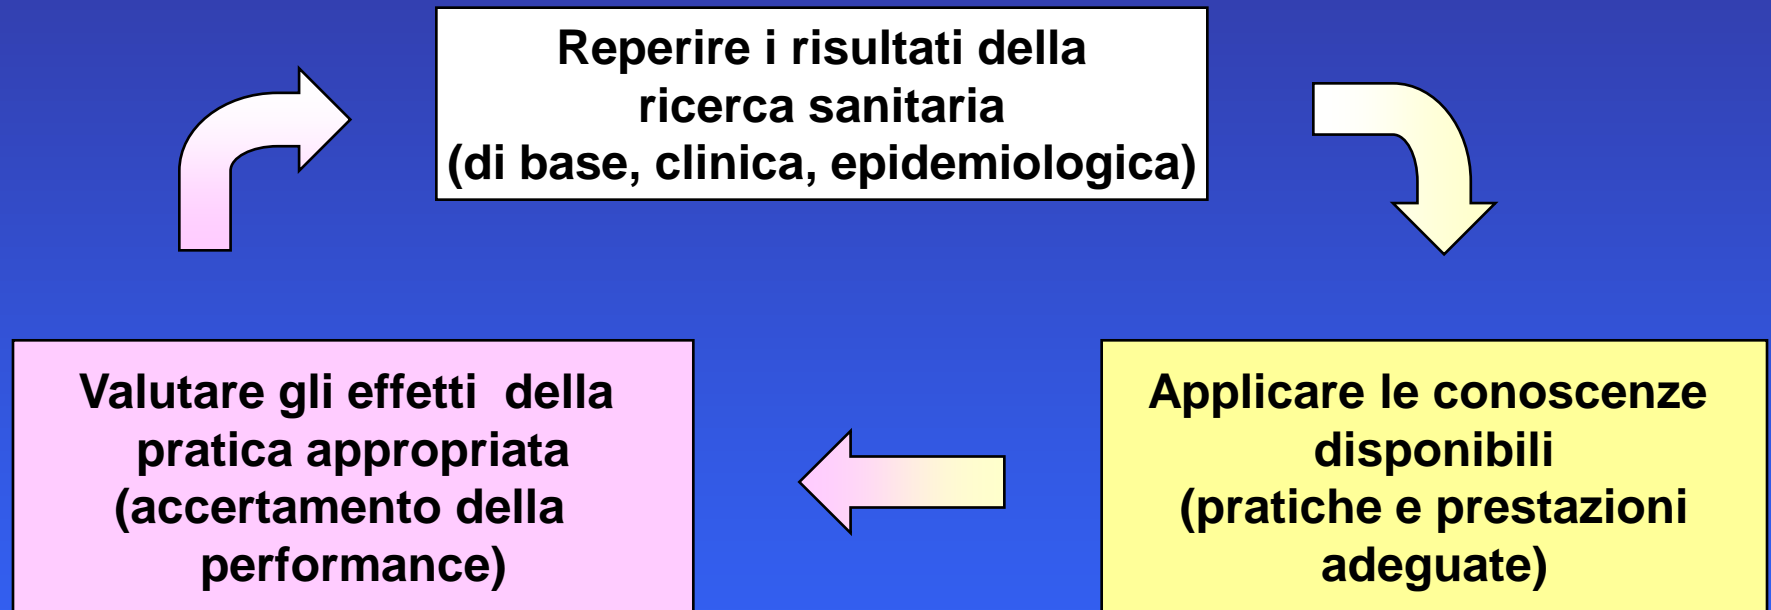 Reperire i risultati della
ricerca sanitaria
(di base, clinica, epidemiologica)
Valutare gli effetti  della
pratica appropriata
(accertamento della
performance)
Applicare le conoscenze
disponibili
(pratiche e prestazioni
adeguate)